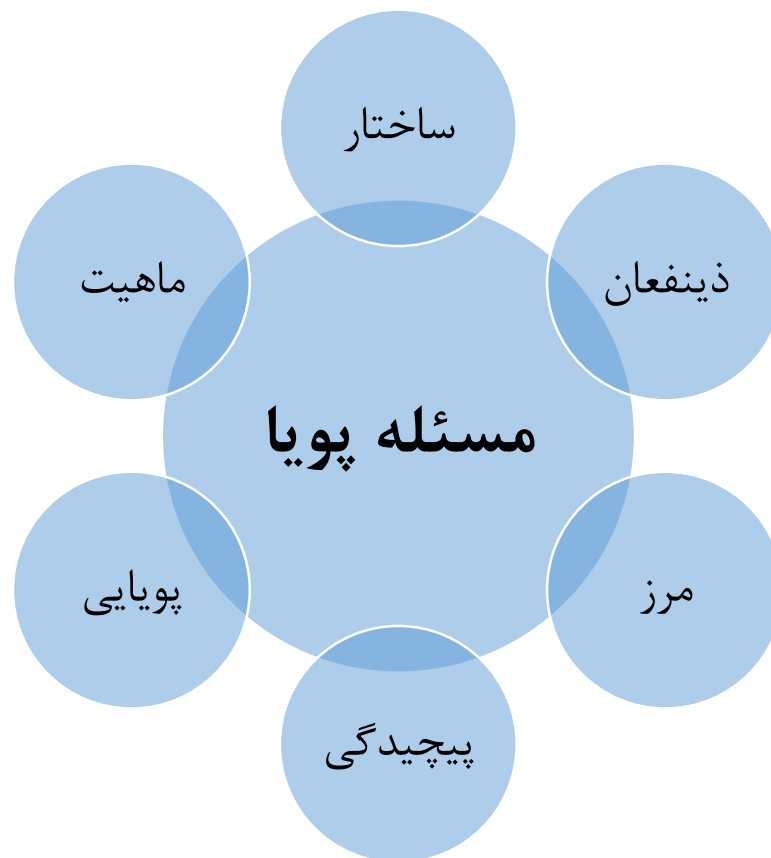 ساختار
ذینفعان
مرز
پیچیدگی
پویایی
ماهیت
مسئله پویا